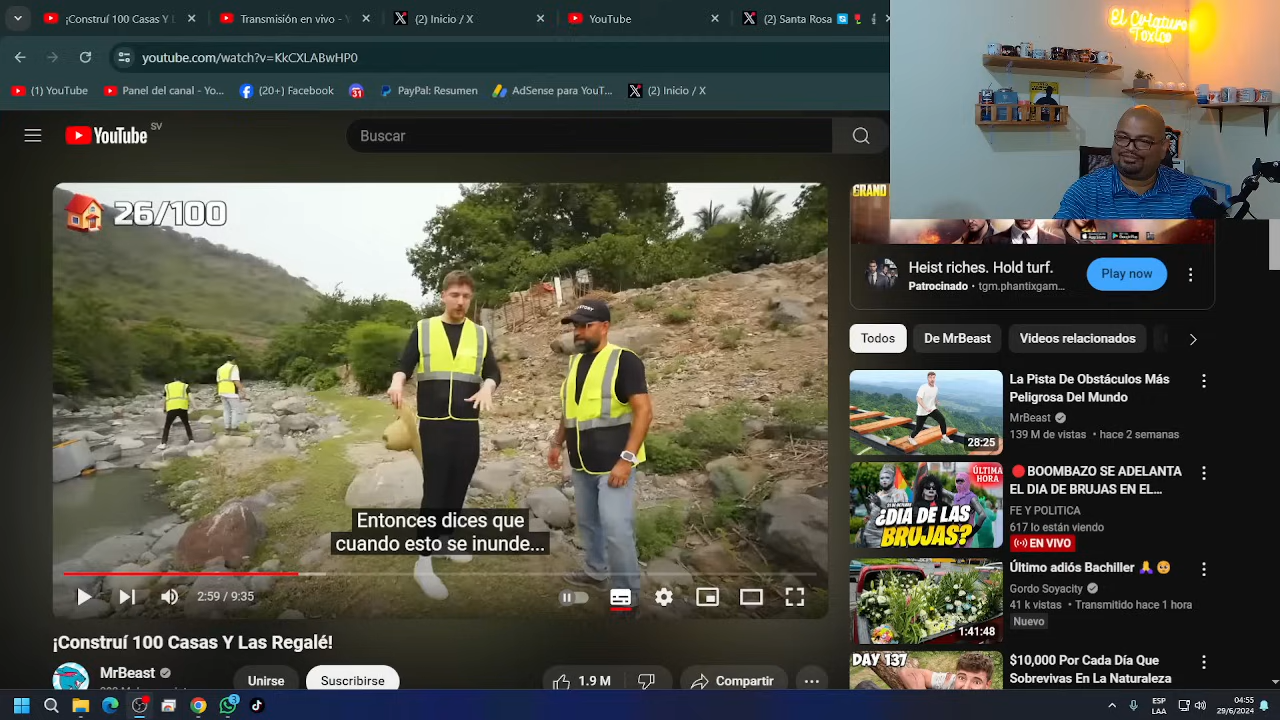 ¡Construí 100 Casas Y L
Transmisión en vivo - Y
(2) Inicio / X
YouTube
(2) Santa Rosa
youtube.com/watch?v=KkCXLABwHP0
(1) YouTube
Panel del canal - Yo...
(20+) Facebook
31
PayPal: Resumen
AdSense para YouT...
(2) Inicio / X
El Criaturo
Toxico
YouTube SV
Buscar
26/100
Entonces dices que
cuando esto se inunde...
2:59 / 9:35
¡Construí 100 Casas Y Las Regalé!
MrBeast
Unirse
Suscribirse
1.9 M
Compartir
GRAND
Heist riches. Hold turf.
Patrocinado · tgm.phantixgam...
Play now
Todos
De MrBeast
Videos relacionados
28:25
La Pista De Obstáculos Más
Peligrosa Del Mundo
MrBeast
139 M de vistas · hace 2 semanas
ÚLTIMA
HORA
¿DIA DE LAS
BRUJAS?
BOOMBAZO SE ADELANTA
EL DIA DE BRUJAS EN EL...
FE Y POLITICA
617 lo están viendo
EN VIVO
1:41:48
Último adiós Bachiller
Gordo Soyacity
41 k vistas · Transmitido hace 1 hora
Nuevo
DAY 137
$10,000 Por Cada Día Que
Sobrevivas En La Naturaleza
3
ESP
LAA
04:55
29/6/2024